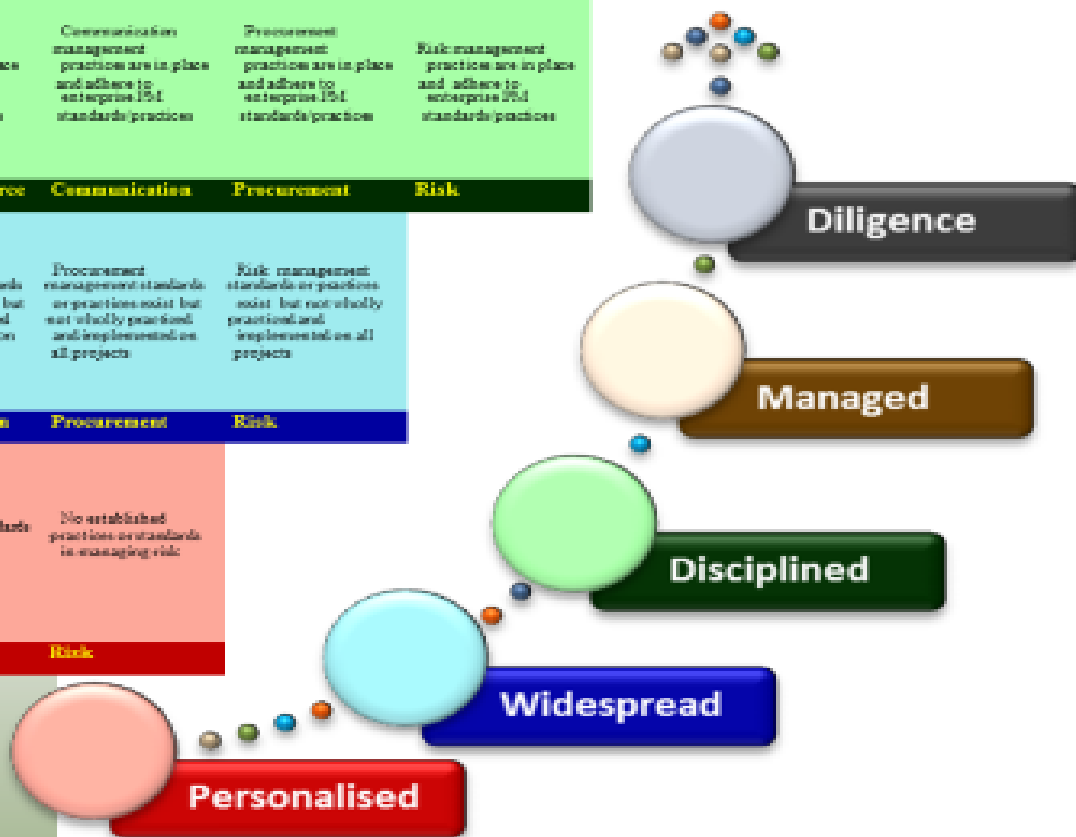 Communication
management
practices are in place
and adhere to
enterprise PM
standards/practices
Procurement
management
practices are in place
and adhere to
enterprise PM
standards/practices
Risk management
practices are in place
and adhere to
enterprise PM
standards/practices
Communication
Procurement
Risk
Procurement
management standards
or practices exist but
not wholly practiced
and implemented on
all projects
Risk management
standards or practices
exist but not wholly
practiced and
implemented on all
projects
Procurement
Risk
No established
practices or standards
in managing risk
Risk
Diligence
Managed
Disciplined
Widespread
Personalised